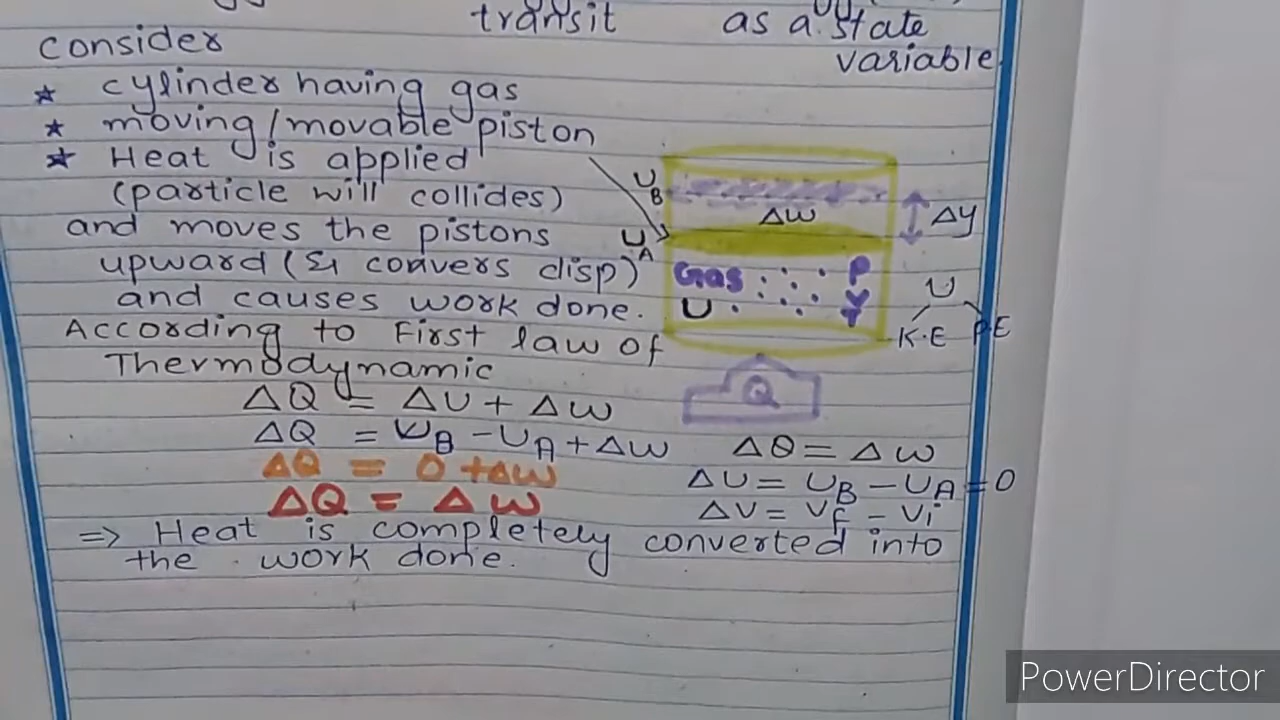 transit as a state
consider variable
★ cylinder having gas
★ moving/movable piston
★ Heat is applied
(particle will collides)
and moves the pistons
upward (& convers disp)
and causes work done.
According to First law of
Thermodynamic
ΔQ = ΔU + Δw
ΔQ = UB - UA + Δw
ΔQ = 0 + Δw
ΔQ = Δw
=> Heat is completely converted into
the work done.
UB
Δw
Δy
UA
Gas P
U V
T
U
K.E P.E
Q
ΔQ = Δw
ΔU = UB - UA = 0
ΔV = Vf - Vi
PowerDirector